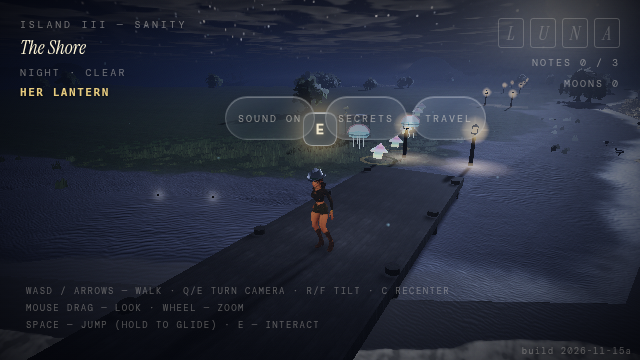 ISLAND III — SANITY
The Shore
NIGHT · CLEAR
HER LANTERN
L U N A
NOTES 0 / 3
MOONS 0
SOUND ON
E
SECRETS
TRAVEL
WASD / ARROWS — WALK · Q/E TURN CAMERA · R/F TILT · C RECENTER
MOUSE DRAG — LOOK · WHEEL — ZOOM
SPACE — JUMP (HOLD TO GLIDE) · E — INTERACT
build 2026-11-15a